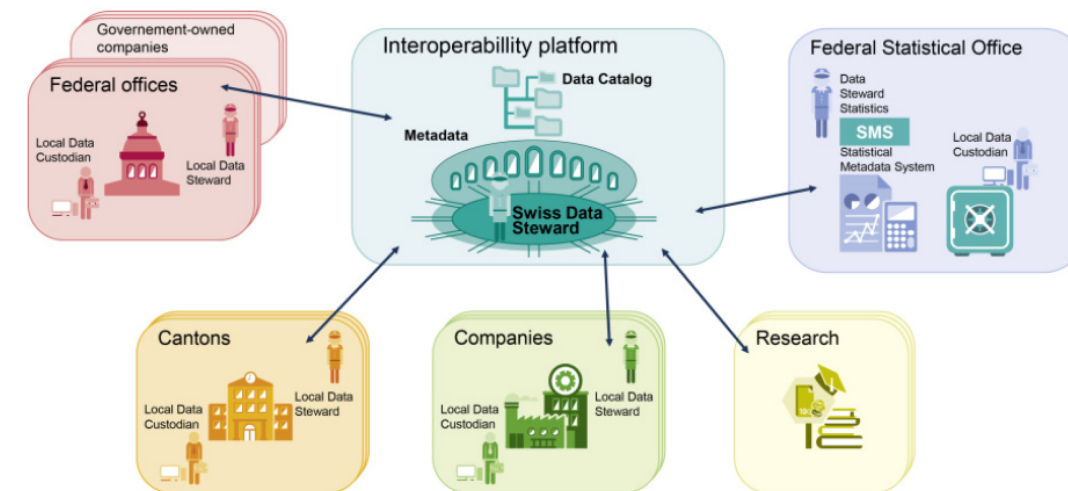 Governement-owned
companies
Federal offices
Local Data
Custodian
Local Data
Steward
Interoperabillity platform
Data Catalog
Metadata
Swiss Data
Steward
Federal Statistical Office
Data
Steward
Statistics
SMS
Statistical
Metadata System
Local Data
Custodian
Cantons
Local Data
Steward
Local Data
Custodian
Companies
Local Data
Steward
Local Data
Custodian
Research